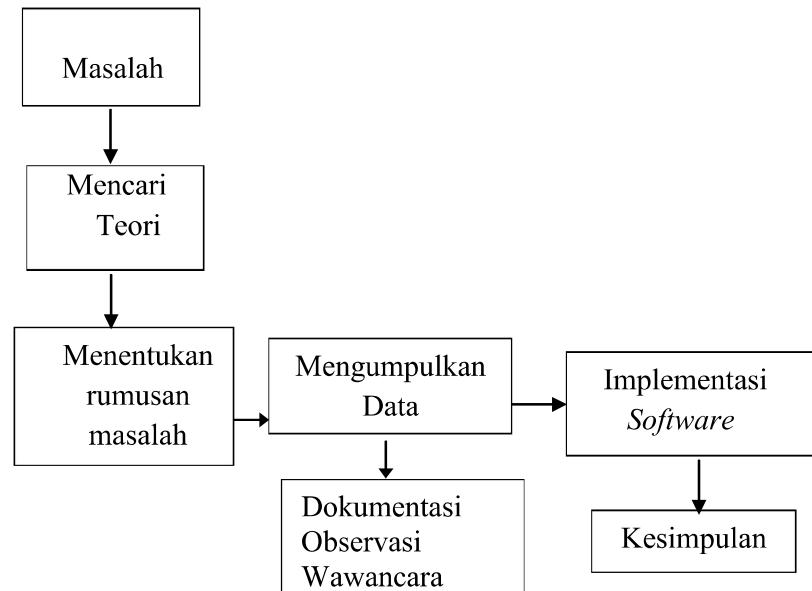 Masalah
Mencari
Teori
Menentukan
rumusan
masalah
Mengumpulkan
Data
Implementasi
Software
Dokumentasi
Observasi
Wawancara
Kesimpulan